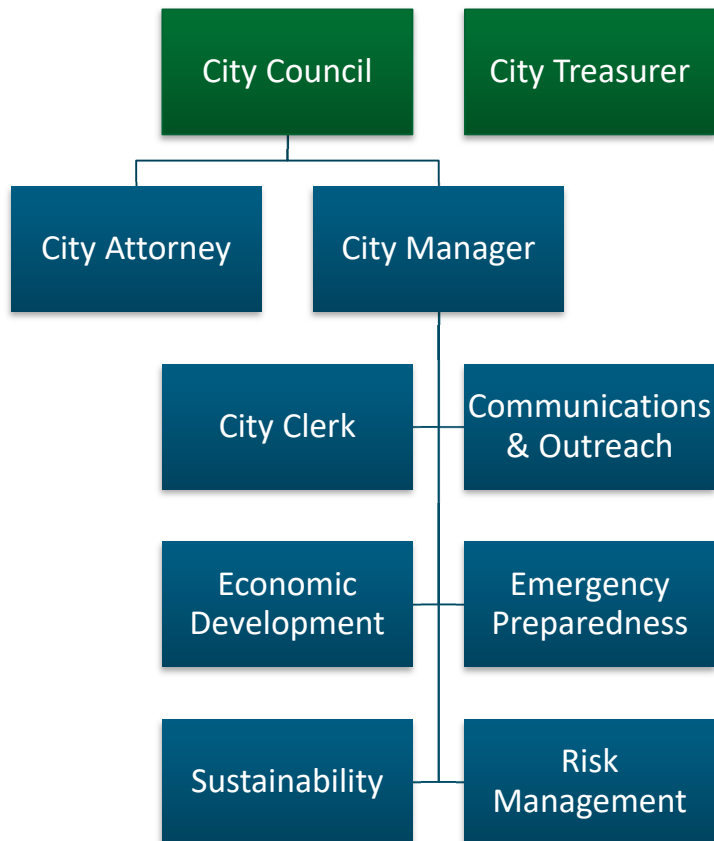 City Council
City Treasurer
City Attorney
City Manager
City Clerk
Communications
& Outreach
Economic
Development
Emergency
Preparedness
Sustainability
Risk
Management